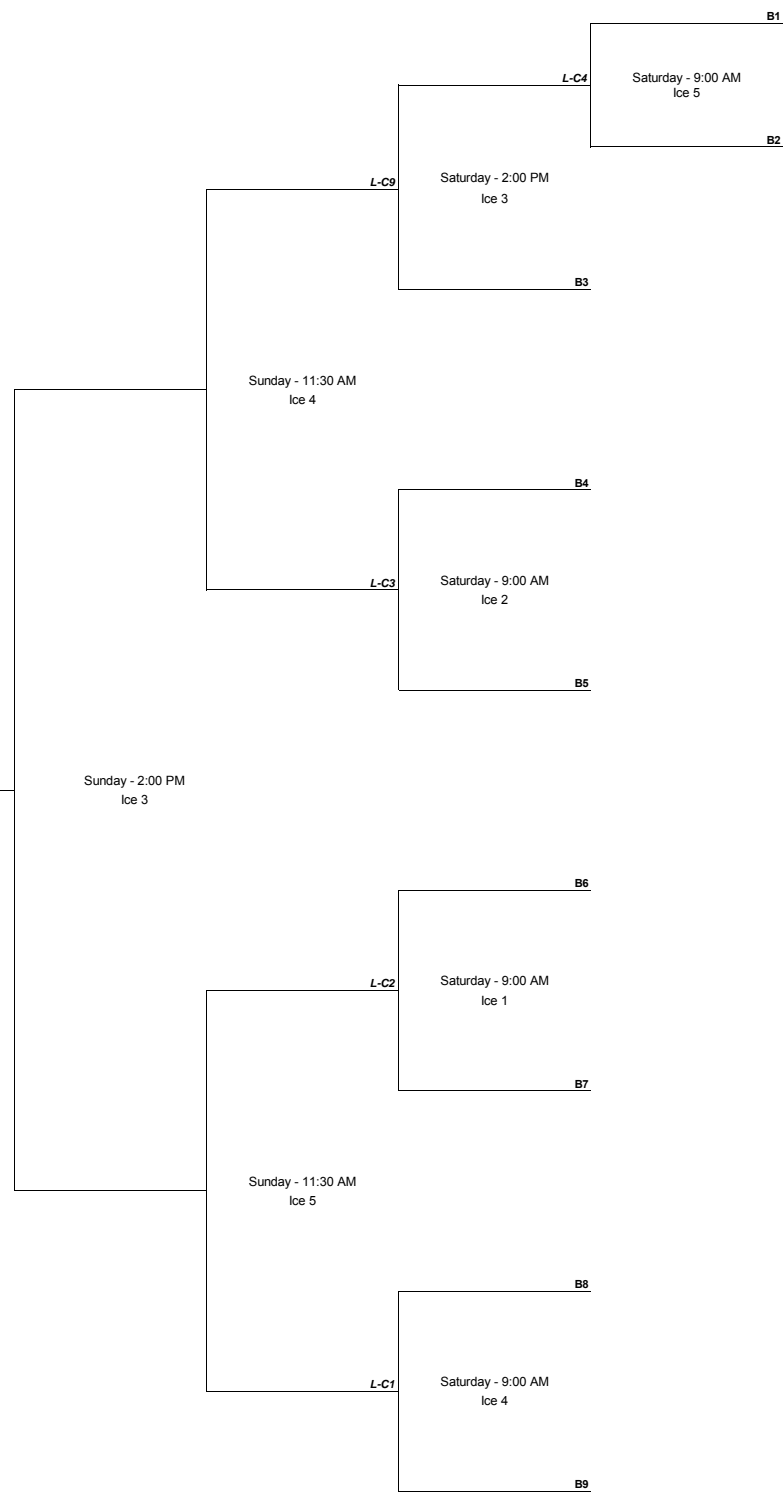 B1
L-C4
Saturday - 9:00 AM
Ice 5
B2
L-C9
Saturday - 2:00 PM
Ice 3
B3
Sunday - 11:30 AM
Ice 4
B4
L-C3
Saturday - 9:00 AM
Ice 2
B5
Sunday - 2:00 PM
Ice 3
B6
L-C2
Saturday - 9:00 AM
Ice 1
B7
Sunday - 11:30 AM
Ice 5
B8
L-C1
Saturday - 9:00 AM
Ice 4
B9